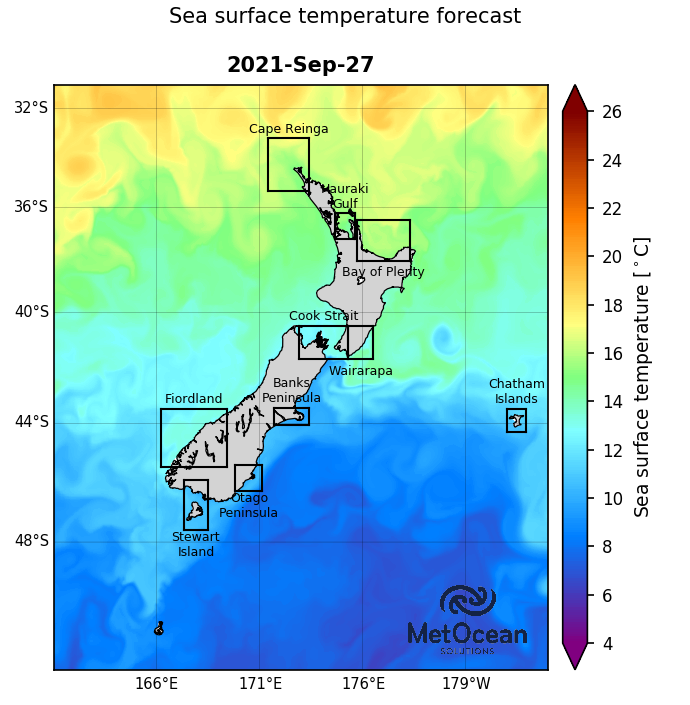 Sea surface temperature forecast
2021-Sep-27
32°S
36°S
40°S
44°S
48°S
166°E
171°E
176°E
179°W
Cape Reinga
Hauraki
Gulf
Bay of Plenty
Cook Strait
Wairarapa
Banks
Peninsula
Fiordland
Chatham
Islands
Otago
Peninsula
Stewart
Island
MetOcean
SOLUTIONS
26
24
22
20
18
16
14
12
10
8
6
4
Sea surface temperature [°C]